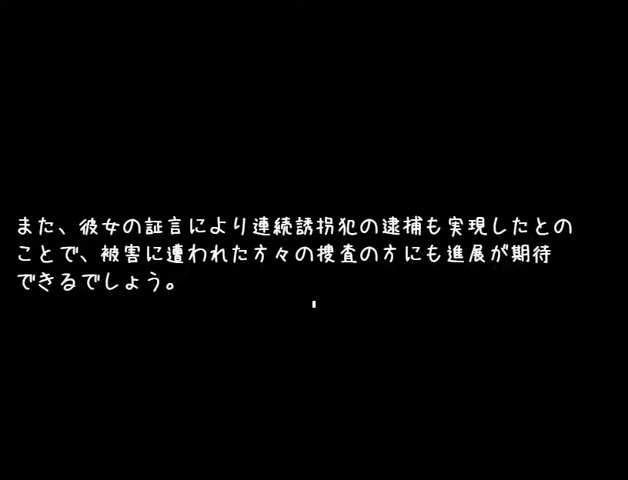 また、彼女の証言により連続誘拐犯の逮捕も実現したとの
ことで、被害に遭われた方々の捜査の方にも進展が期待
できるでしょう。